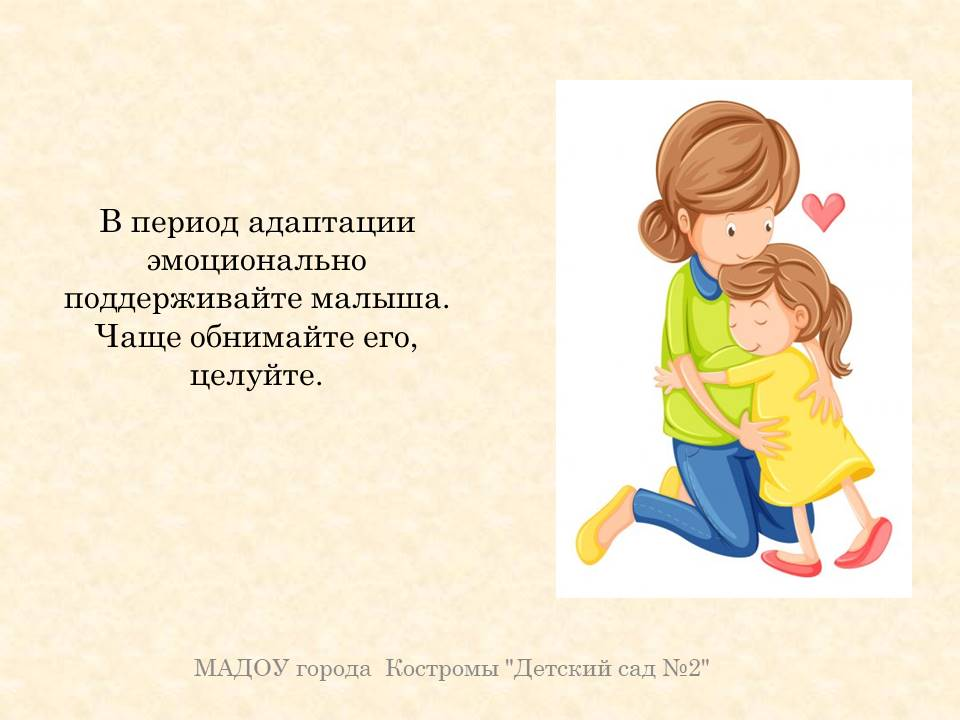 В период адаптации
эмоционально
поддерживайте малыша.
Чаще обнимайте его,
целуйте.
МАДОУ города  Костромы "Детский сад №2"